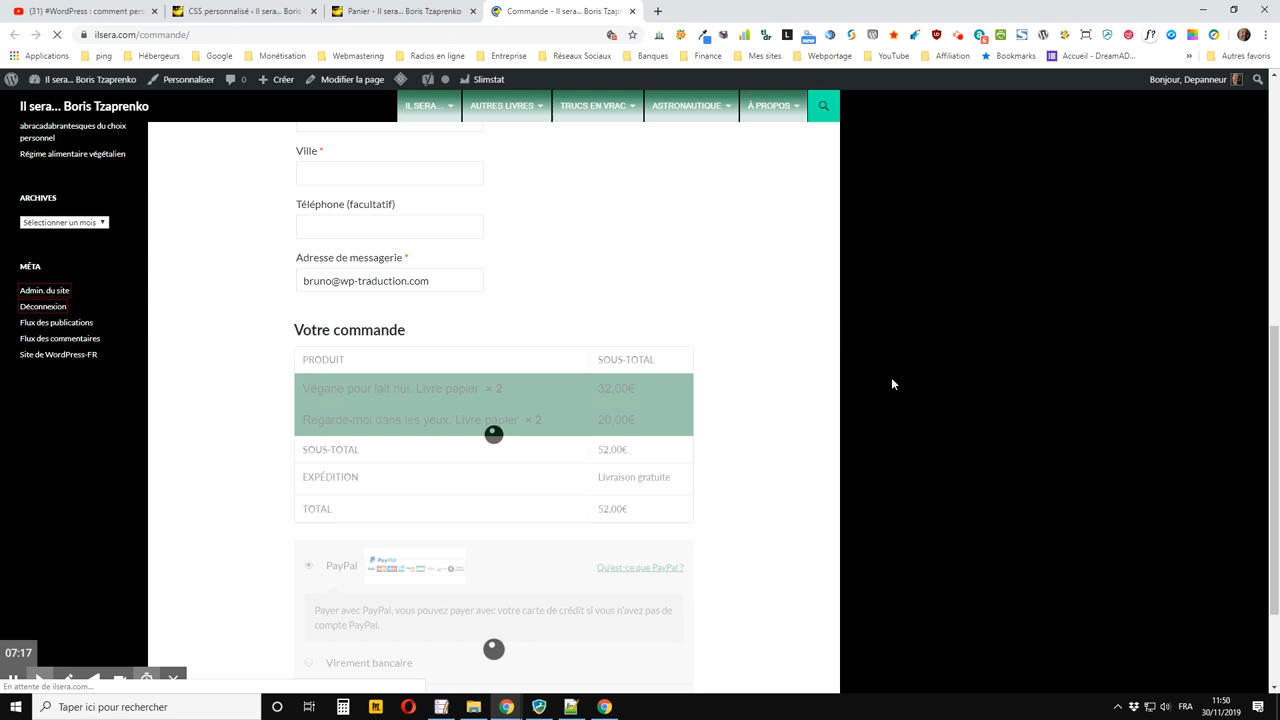 (31) #WordPress : comment pers
CSS personnalisé ‹ Il sera... Boris
Panier - Il sera... Boris Tzaprenko
Commande - Il sera... Boris Tzapr
ilsera.com/commande/
Applications
ping
Hébergeurs
Google
Monétisation
Webmastering
Radios en ligne
Entreprise
Réseaux Sociaux
Banques
Finance
Mes sites
Webportage
YouTube
Affiliation
Bookmarks
Accueil - DreamAD...
Autres favoris
Il sera... Boris Tzaprenko
Personnaliser
0
Créer
Modifier la page
Slimstat
Bonjour, Depanneur
Il sera... Boris Tzaprenko
IL SERA...
AUTRES LIVRES
TRUCS EN VRAC
ASTRONAUTIQUE
À PROPOS
abracadabrantesques du choix
personnel
Régime alimentaire végétalien
ARCHIVES
Sélectionner un mois
MÉTA
Admin. du site
Déconnexion
Flux des publications
Flux des commentaires
Site de WordPress-FR
Ville *
Téléphone (facultatif)
Adresse de messagerie *
bruno@wp-traduction.com
Votre commande
PRODUIT SOUS-TOTAL
Végane pour lait nul. Livre papier × 2 32,00€
Regarde-moi dans les yeux. Livre papier × 2 20,00€
SOUS-TOTAL 52,00€
EXPÉDITION Livraison gratuite
TOTAL 52,00€
PayPal
Qu'est-ce que PayPal ?
Payer avec PayPal, vous pouvez payer avec votre carte de crédit si vous n'avez pas de
compte PayPal.
Virement bancaire
07:17
En attente de ilsera.com...
Taper ici pour rechercher
FRA
11:50
30/11/2019